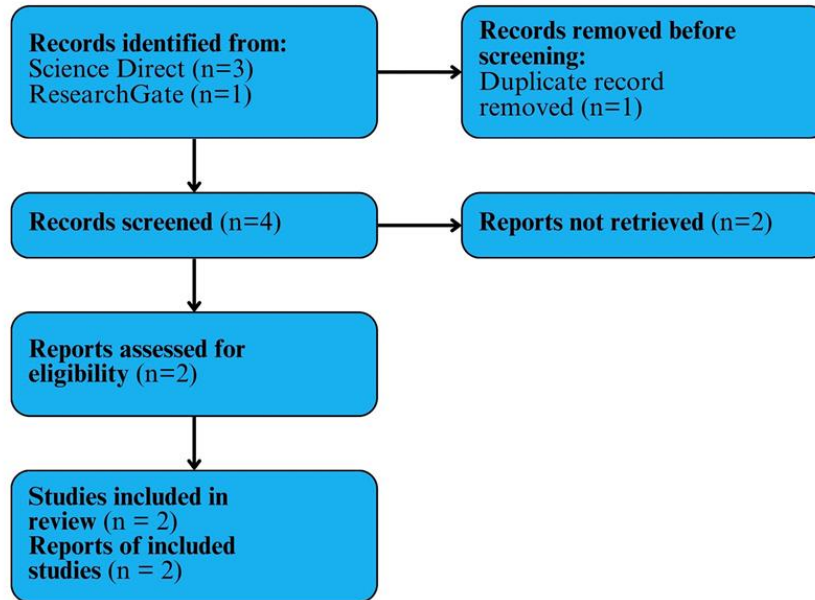 Records identified from:
Science Direct (n=3)
ResearchGate (n=1)
Records removed before
screening:
Duplicate record
removed (n=1)
Records screened (n=4)
Reports not retrieved (n=2)
Reports assessed for
eligibility (n=2)
Studies included in
review (n = 2)
Reports of included
studies (n = 2)